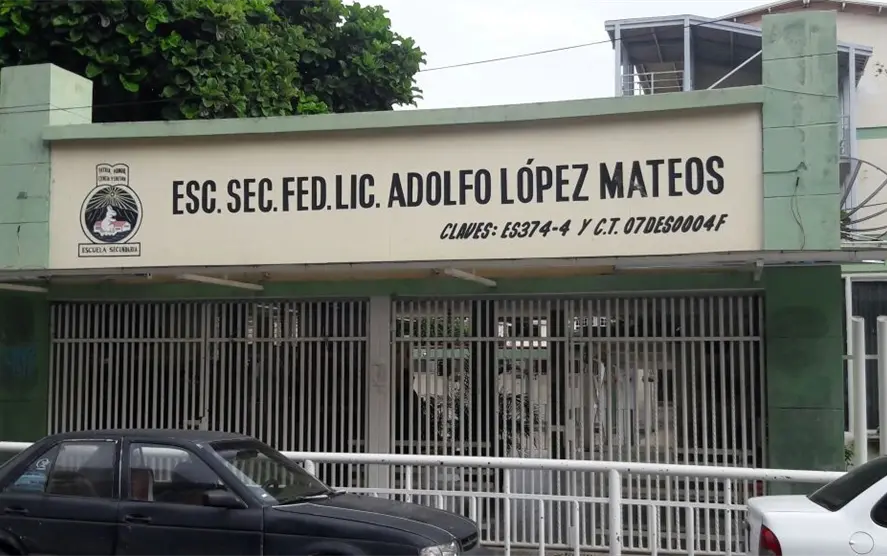 ESC. SEC. FED. LIC. ADOLFO LÓPEZ MATEOS
CLAVES: ES374-4 Y C.T. 07DES0004F
ESCUELA SECUNDARIA